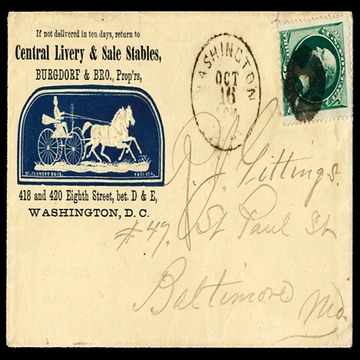 If not delivered in ten days, return to
Central Livery & Sale Stables,
BURGDORF & BRO., Prop'rs,
418 and 420 Eighth Street, bet. D & E,
WASHINGTON, D. C.
WASHINGTON
OCT
16
Gittings
#47. St Paul St
Baltimore Md.